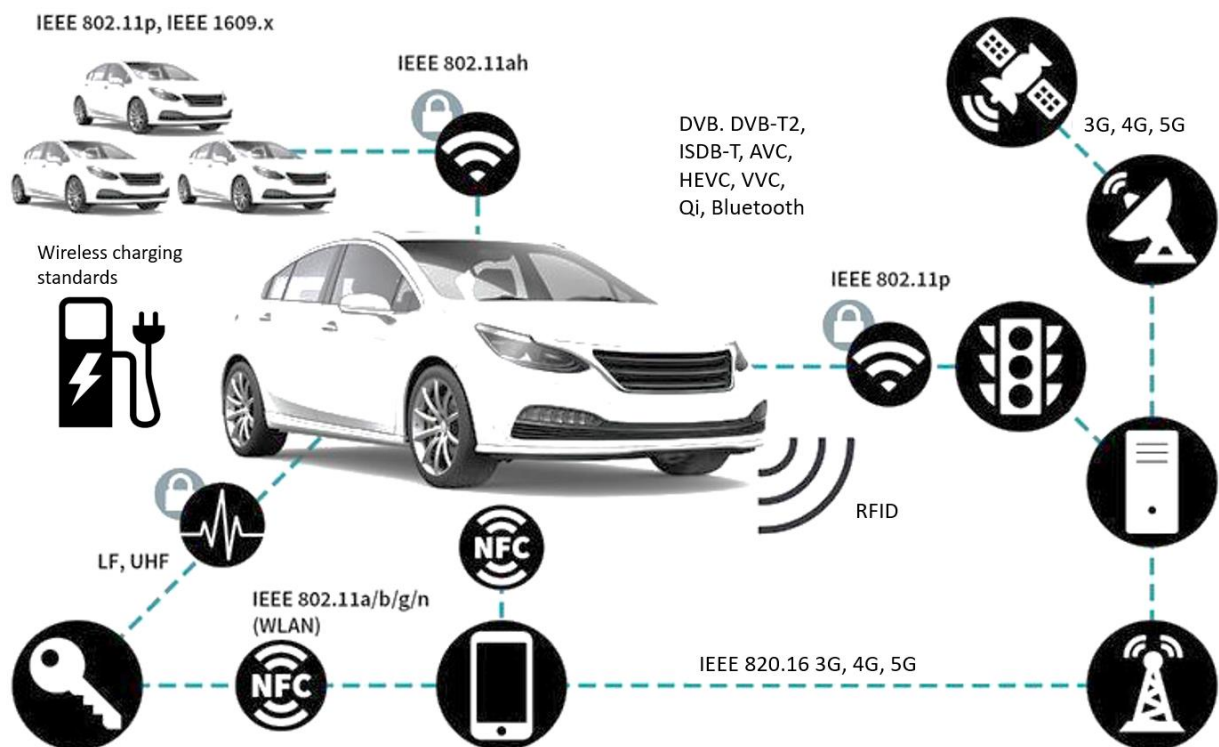 IEEE 802.11p, IEEE 1609.x
IEEE 802.11ah
DVB. DVB-T2,
ISDB-T, AVC,
HEVC, VVC,
Qi, Bluetooth
3G, 4G, 5G
Wireless charging
standards
IEEE 802.11p
RFID
LF, UHF
NFC
IEEE 802.11a/b/g/n
(WLAN)
NFC
IEEE 820.16 3G, 4G, 5G